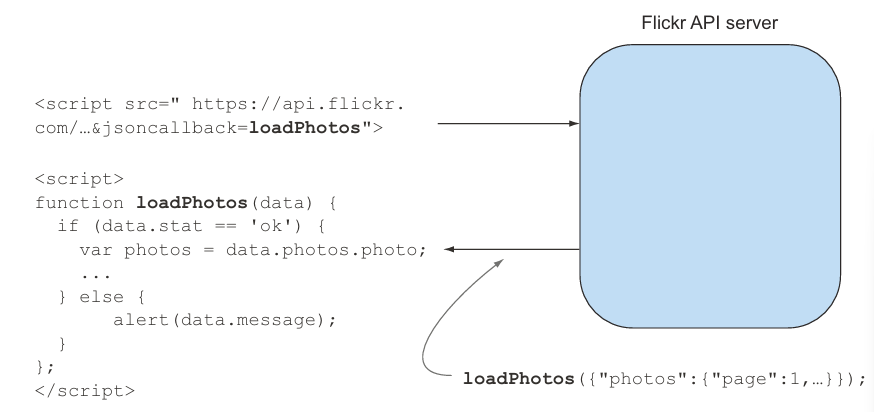 Flickr API server
<script src=" https://api.flickr.
com/…&jsoncallback=loadPhotos">
<script>
function loadPhotos(data) {
  if (data.stat == 'ok') {
    var photos = data.photos.photo;
    ...
  } else {
       alert(data.message);
  }
};
</script>
loadPhotos({"photos":{"page":1,…}});